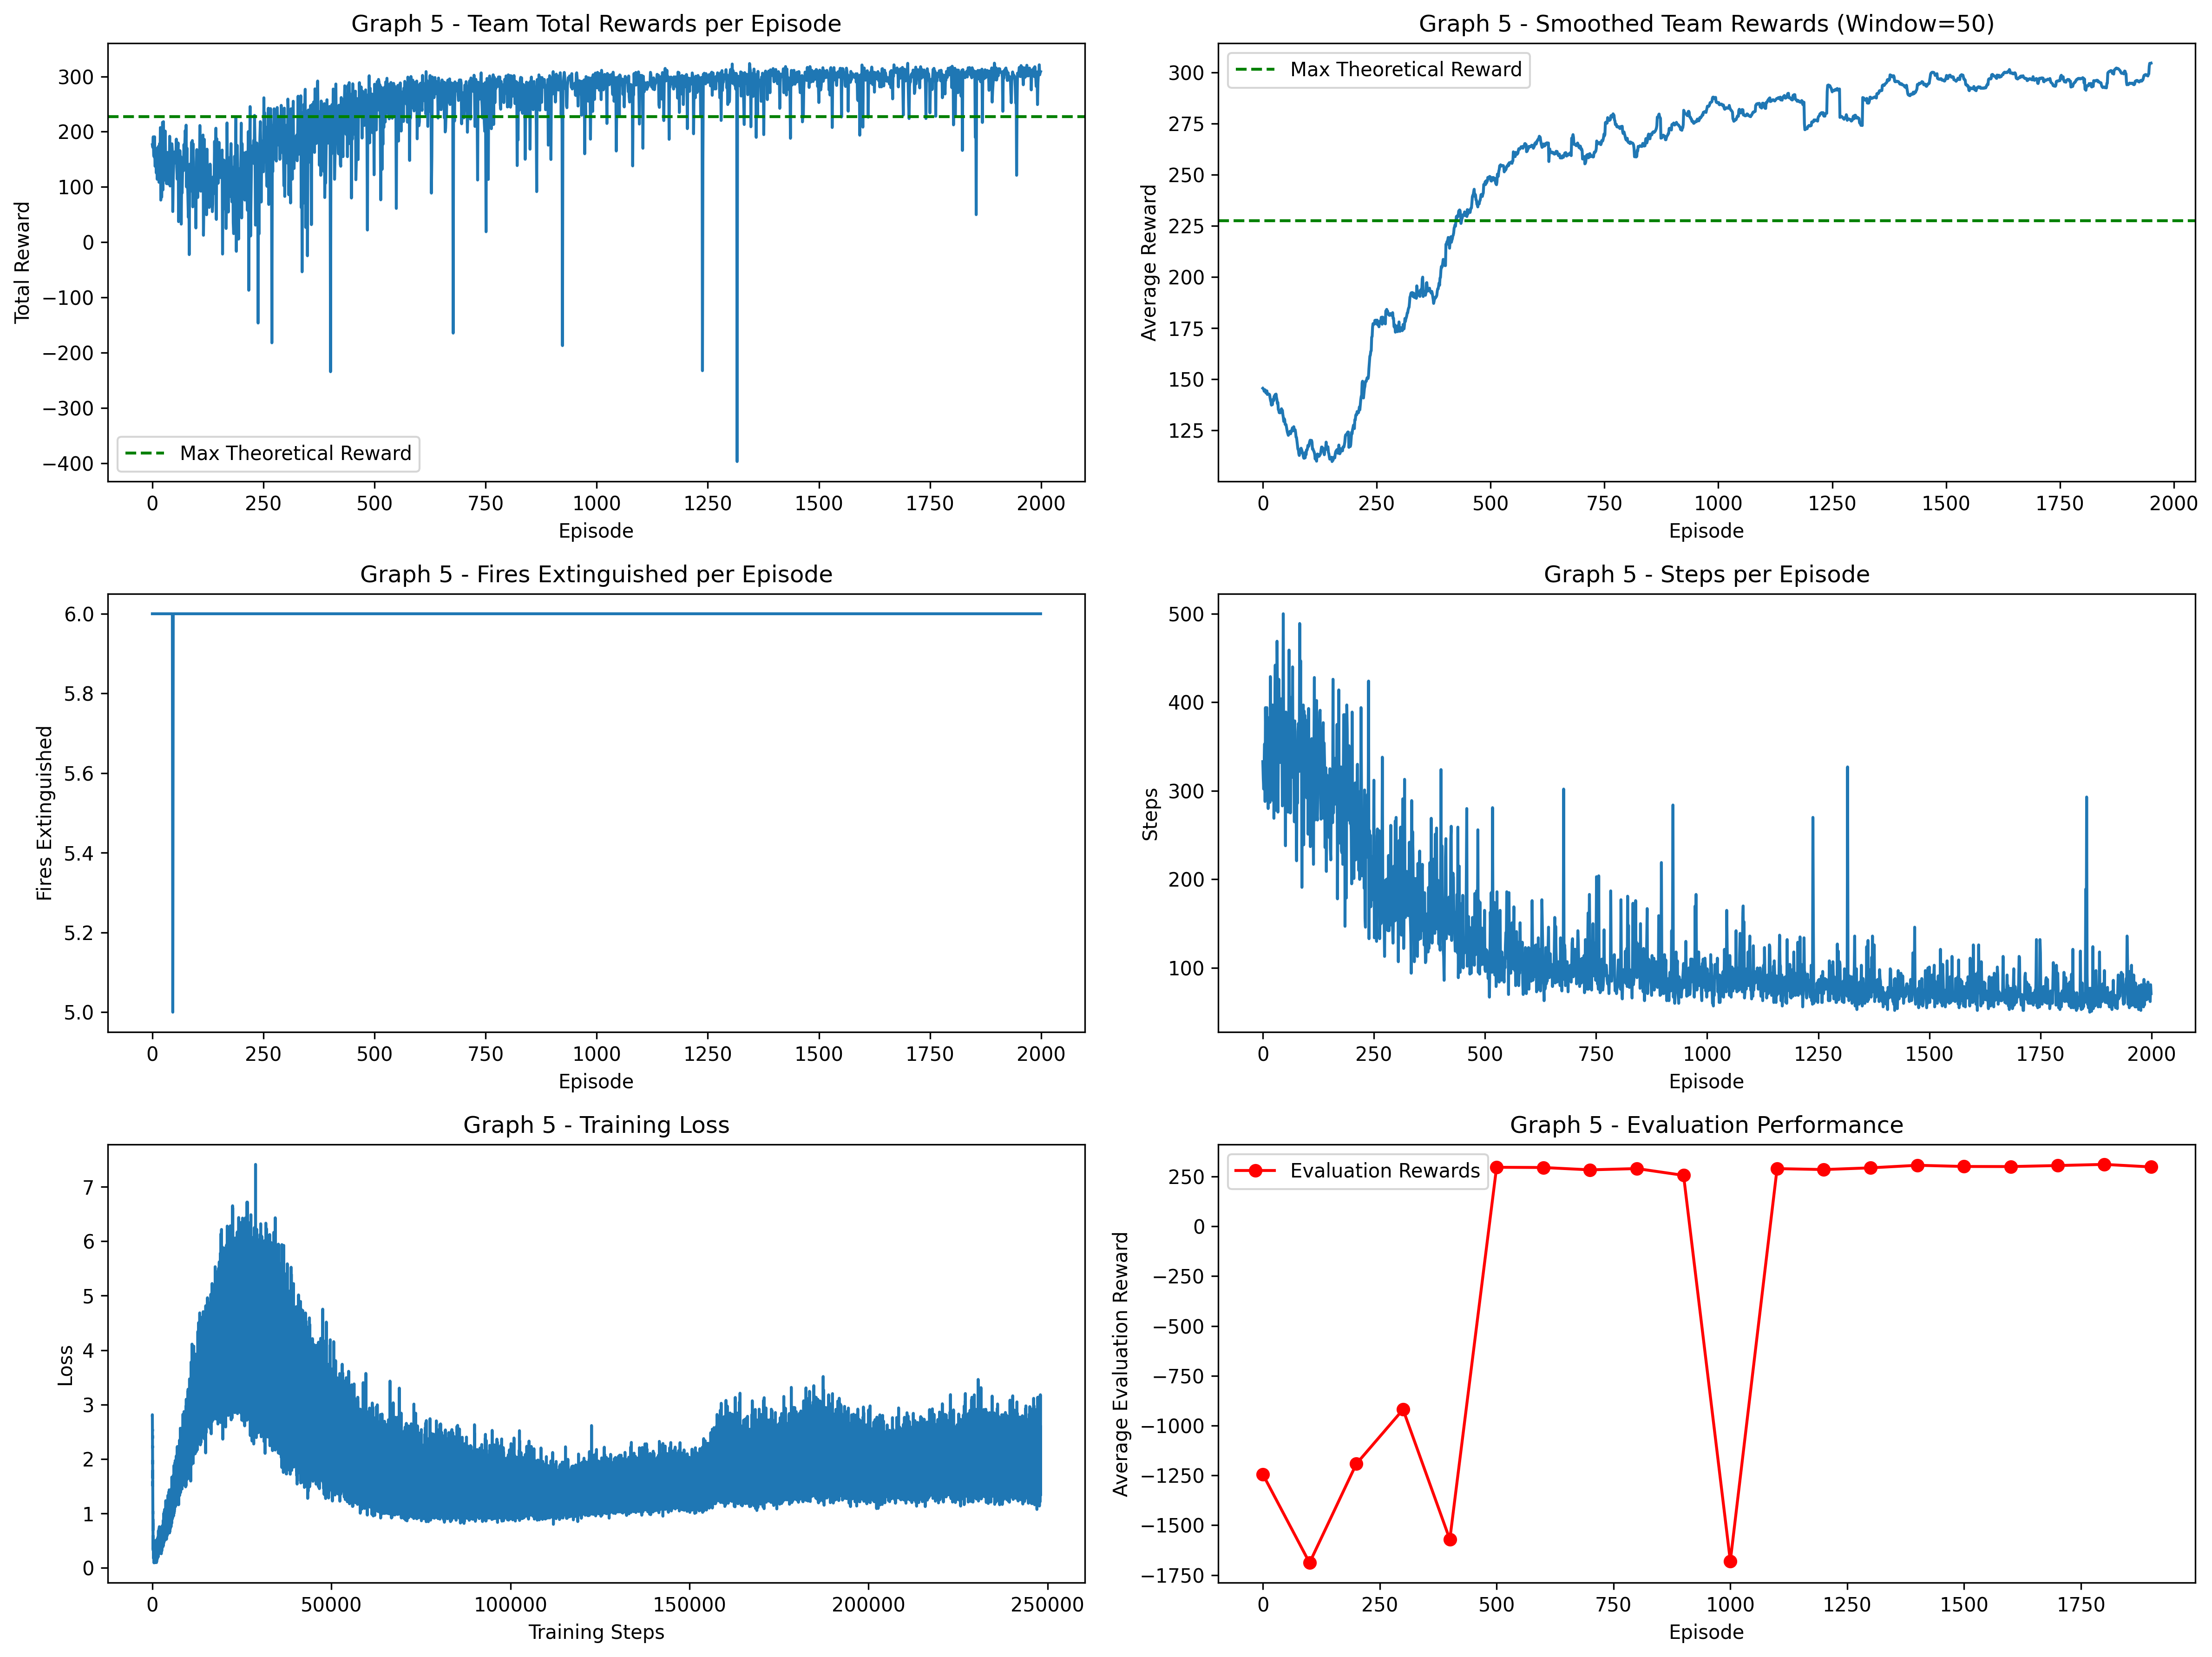 Graph 5 - Team Total Rewards per Episode
Total Reward
300
200
100
0
−100
−200
−300
−400
Max Theoretical Reward
0 250 500 750 1000 1250 1500 1750 2000
Episode
Graph 5 - Smoothed Team Rewards (Window=50)
Average Reward
300
275
250
225
200
175
150
125
Max Theoretical Reward
0 250 500 750 1000 1250 1500 1750 2000
Episode
Graph 5 - Fires Extinguished per Episode
Fires Extinguished
6.0
5.8
5.6
5.4
5.2
5.0
0 250 500 750 1000 1250 1500 1750 2000
Episode
Graph 5 - Steps per Episode
Steps
500
400
300
200
100
0 250 500 750 1000 1250 1500 1750 2000
Episode
Graph 5 - Training Loss
Loss
7
6
5
4
3
2
1
0
0 50000 100000 150000 200000 250000
Training Steps
Graph 5 - Evaluation Performance
Average Evaluation Reward
250
0
−250
−500
−750
−1000
−1250
−1500
−1750
Evaluation Rewards
0 250 500 750 1000 1250 1500 1750
Episode